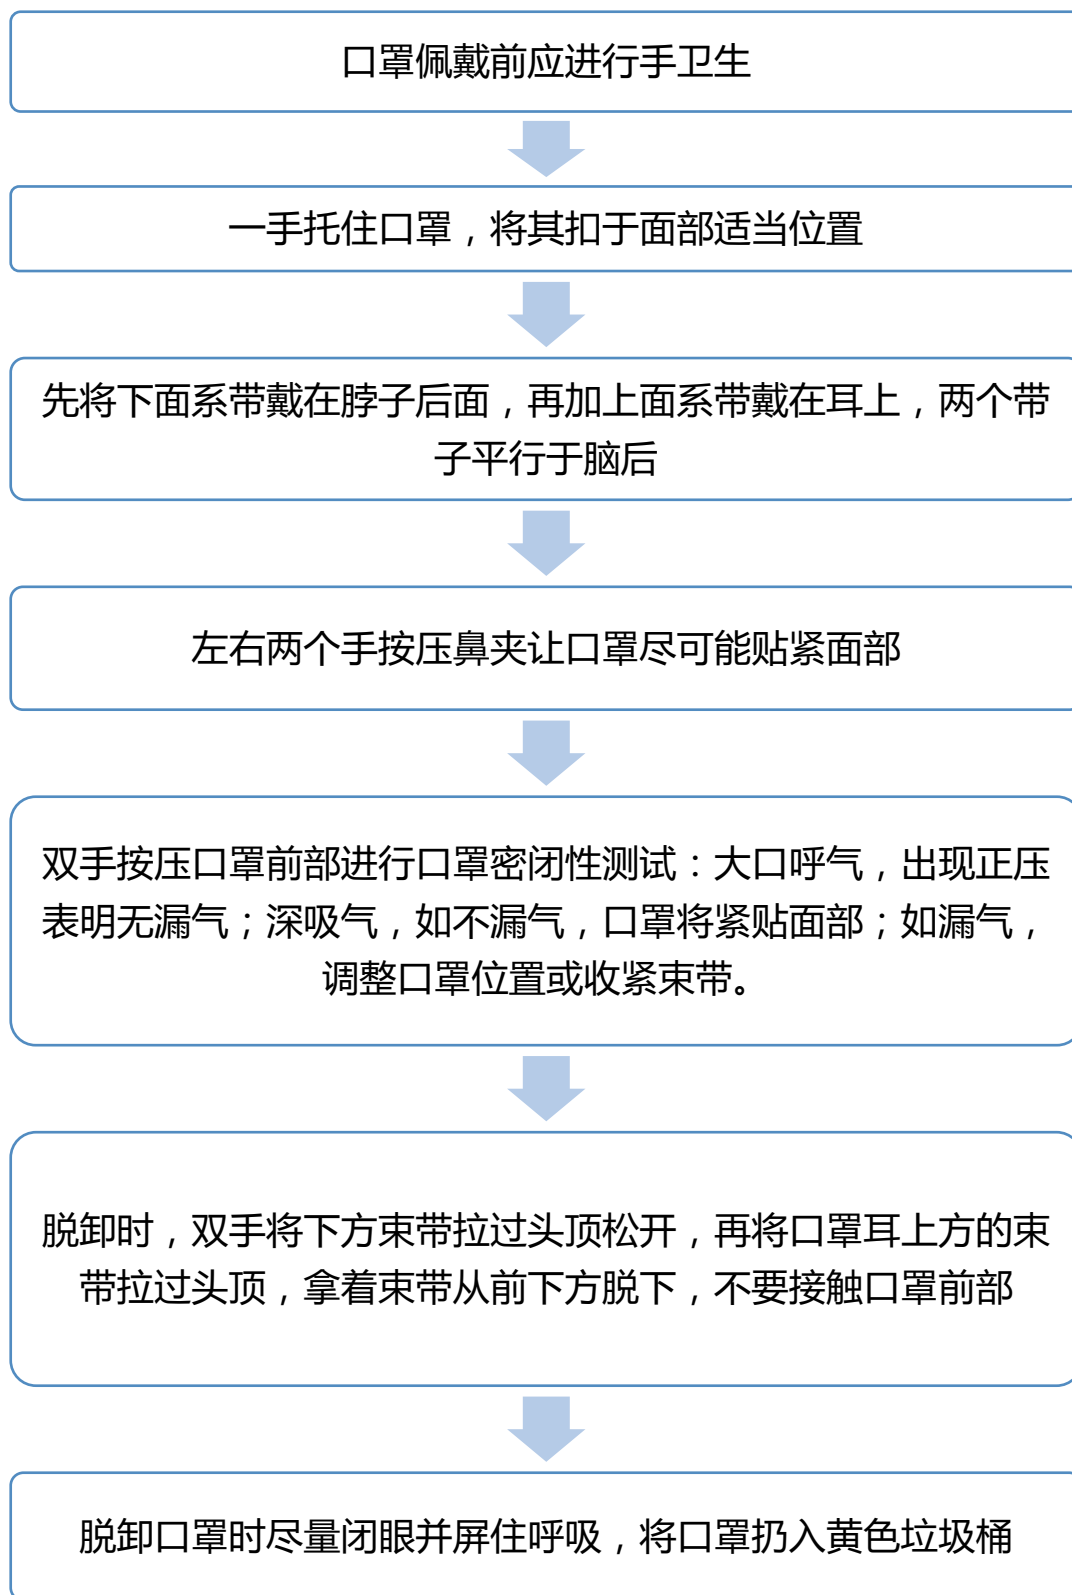 口罩佩戴前应进行手卫生
一手托住口罩，将其扣于面部适当位置
先将下面系带戴在脖子后面，再加上面系带戴在耳上，两个带
子平行于脑后
左右两个手按压鼻夹让口罩尽可能贴紧面部
双手按压口罩前部进行口罩密闭性测试：大口呼气，出现正压
表明无漏气；深吸气，如不漏气，口罩将紧贴面部；如漏气，
调整口罩位置或收紧束带。
脱卸时，双手将下方束带拉过头顶松开，再将口罩耳上方的束
带拉过头顶，拿着束带从前下方脱下，不要接触口罩前部
脱卸口罩时尽量闭眼并屏住呼吸，将口罩扔入黄色垃圾桶